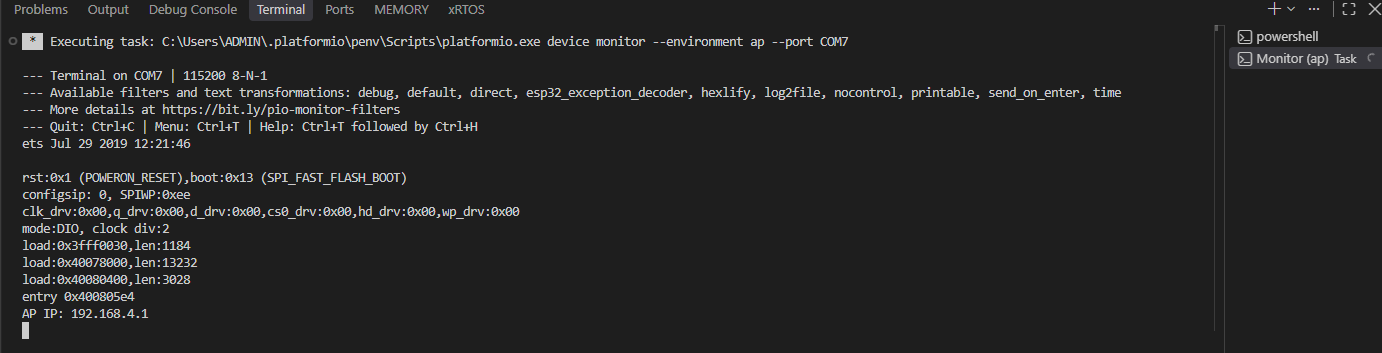 Problems Output Debug Console Terminal Ports MEMORY xRTOS
* Executing task: C:\Users\ADMIN\.platformio\penv\Scripts\platformio.exe device monitor --environment ap --port COM7
powershell
Monitor (ap) Task
--- Terminal on COM7 | 115200 8-N-1
--- Available filters and text transformations: debug, default, direct, esp32_exception_decoder, hexlify, log2file, nocontrol, printable, send_on_enter, time
--- More details at https://bit.ly/pio-monitor-filters
--- Quit: Ctrl+C | Menu: Ctrl+T | Help: Ctrl+T followed by Ctrl+H
ets Jul 29 2019 12:21:46
rst:0x1 (POWERON_RESET),boot:0x13 (SPI_FAST_FLASH_BOOT)
configsip: 0, SPIWP:0xee
clk_drv:0x00,q_drv:0x00,d_drv:0x00,cs0_drv:0x00,hd_drv:0x00,wp_drv:0x00
mode:DIO, clock div:2
load:0x3fff0030,len:1184
load:0x40078000,len:13232
load:0x40080400,len:3028
entry 0x400805e4
AP IP: 192.168.4.1